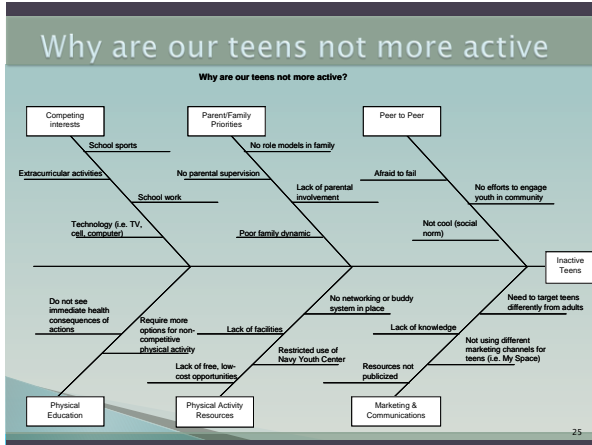 Why are our teens not more active
Why are our teens not more active?
Competing
interests
Parent/Family
Priorities
Peer to Peer
School sports
Extracurricular activities
School work
Technology (i.e. TV,
cell, computer)
No role models in family
No parental supervision
Lack of parental
involvement
Poor family dynamic
Afraid to fail
No efforts to engage
youth in community
Not cool (social
norm)
Inactive
Teens
Do not see
immediate health
consequences of
actions
Require more
options for non-
competitive
physical activity
No networking or buddy
system in place
Lack of facilities
Restricted use of
Navy Youth Center
Lack of free, low-
cost opportunities
Need to target teens
differently from adults
Lack of knowledge
Not using different
marketing channels for
teens (i.e. My Space)
Resources not
publicized
Physical
Education
Physical Activity
Resources
Marketing &
Communications
25